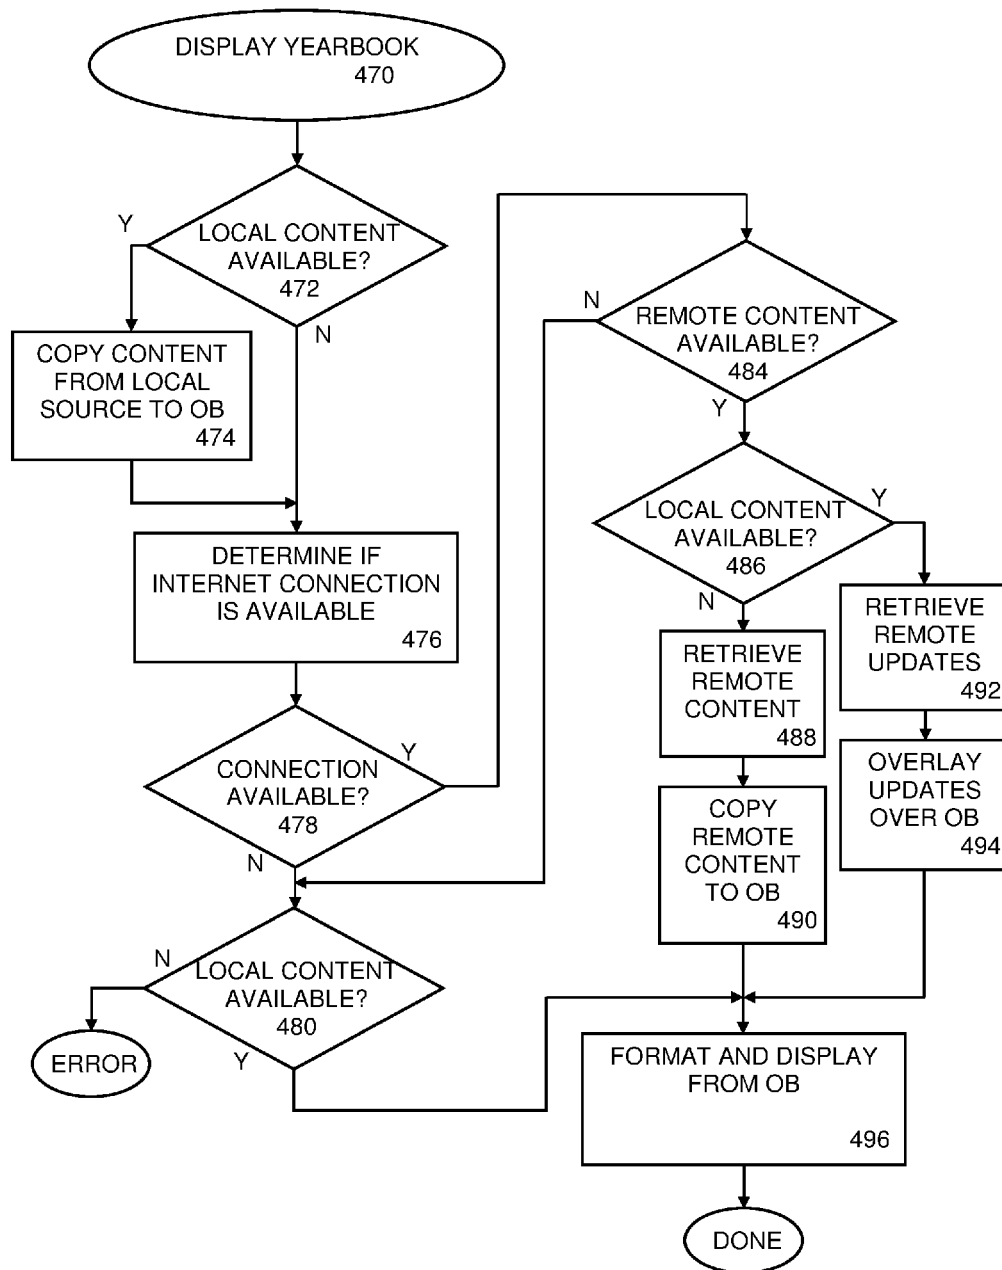 DISPLAY YEARBOOK
470
Y
LOCAL CONTENT
AVAILABLE?
472
N
COPY CONTENT
FROM LOCAL
SOURCE TO OB
474
DETERMINE IF
INTERNET CONNECTION
IS AVAILABLE
476
Y
CONNECTION
AVAILABLE?
478
N
N
LOCAL CONTENT
AVAILABLE?
480
Y
ERROR
N
REMOTE CONTENT
AVAILABLE?
484
Y
Y
LOCAL CONTENT
AVAILABLE?
486
N
RETRIEVE
REMOTE
CONTENT
488
RETRIEVE
REMOTE
UPDATES
492
COPY
REMOTE
CONTENT
TO OB
490
OVERLAY
UPDATES
OVER OB
494
FORMAT AND DISPLAY
FROM OB
496
DONE